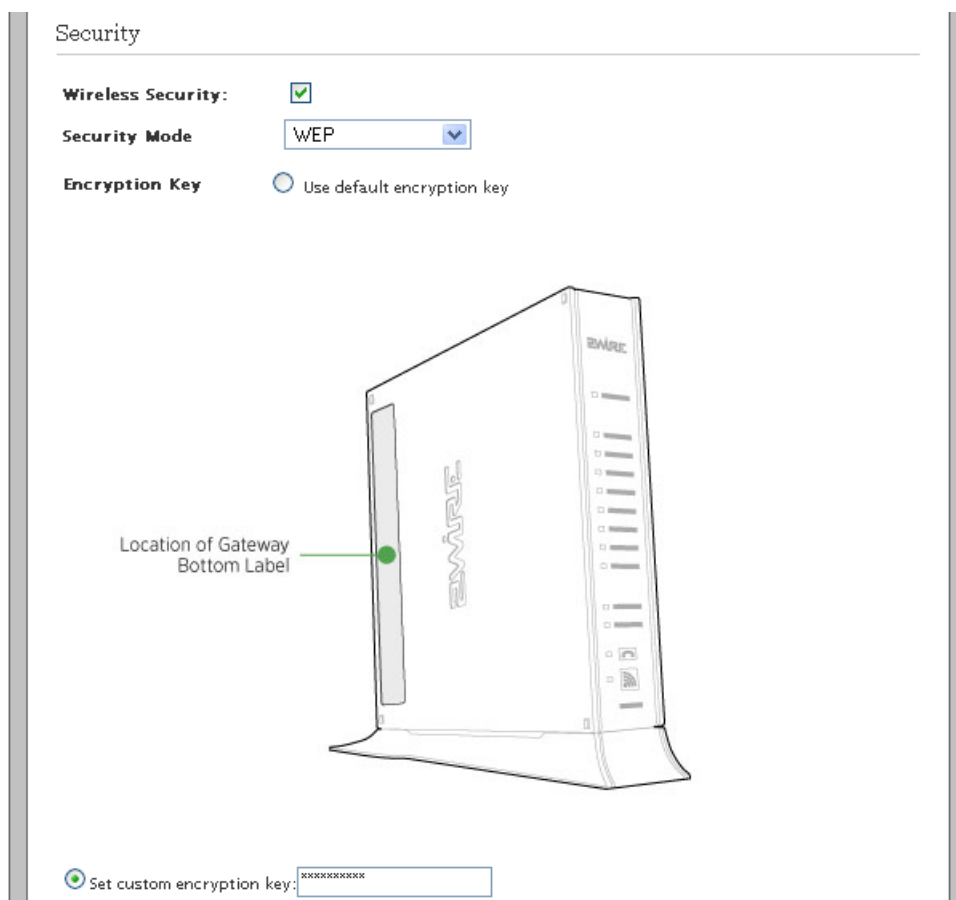 Security
Wireless Security:
Security Mode WEP
Encryption Key Use default encryption key
2WIRE
2WIRE
Location of Gateway
Bottom Label
Set custom encryption key: xxxxxxxxxx